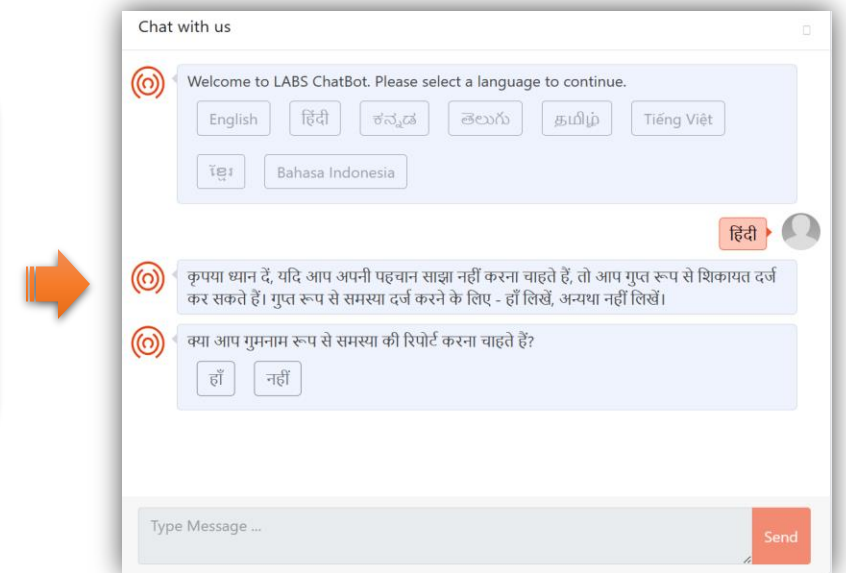 Chat with us
Welcome to LABS ChatBot. Please select a language to continue.
English हिंदी ಕನ್ನಡ తెలుగు தமிழ் Tiếng Việt
ខ្មែរ Bahasa Indonesia
हिंदी
कृपया ध्यान दें, यदि आप अपनी पहचान साझा नहीं करना चाहते हैं, तो आप गुप्त रूप से शिकायत दर्ज
कर सकते हैं। गुप्त रूप से समस्या दर्ज करने के लिए - हाँ लिखें, अन्यथा नहीं लिखें।
क्या आप गुमनाम रूप से समस्या की रिपोर्ट करना चाहते हैं?
हाँ नहीं
Type Message ...
Send